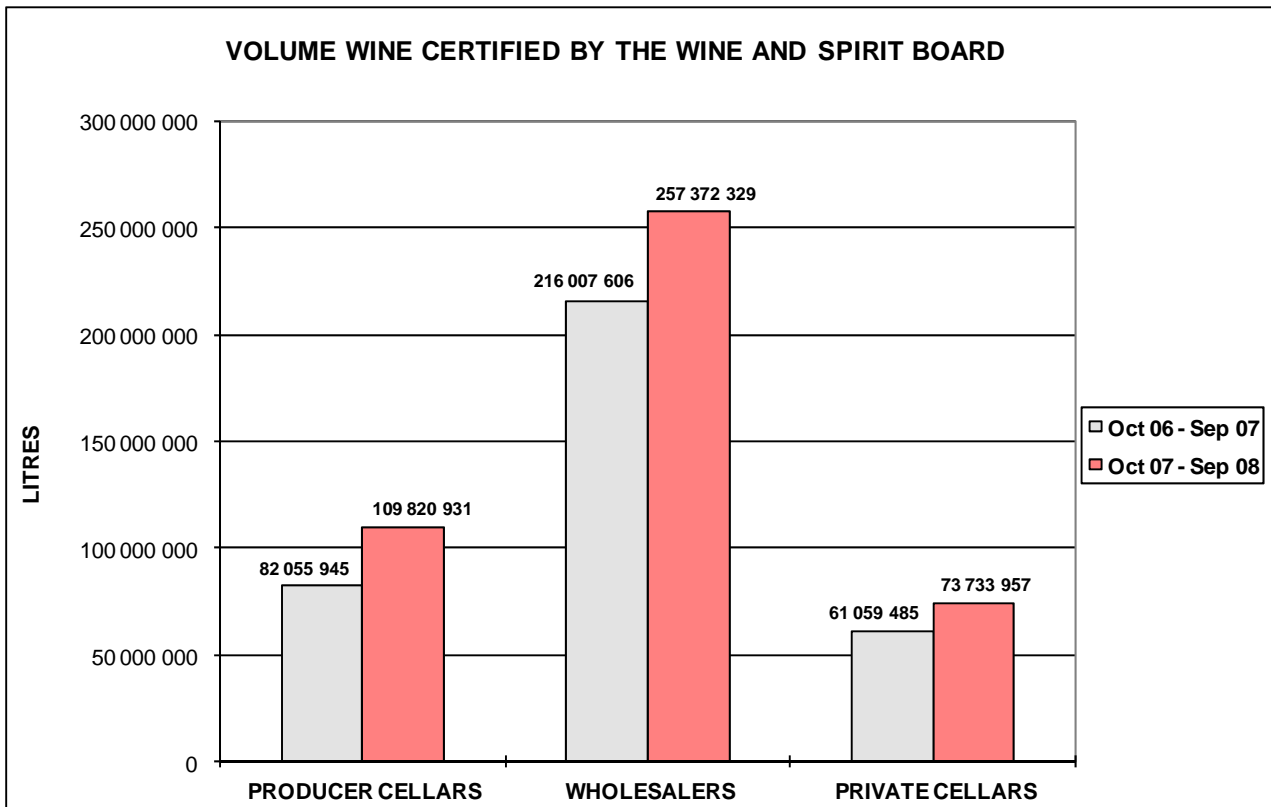 VOLUME WINE CERTIFIED BY THE WINE AND SPIRIT BOARD
300 000 000
250 000 000
200 000 000
150 000 000
100 000 000
50 000 000
0
LITRES
82 055 945
109 820 931
216 007 606
257 372 329
61 059 485
73 733 957
PRODUCER CELLARS
WHOLESALERS
PRIVATE CELLARS
Oct 06 - Sep 07
Oct 07 - Sep 08